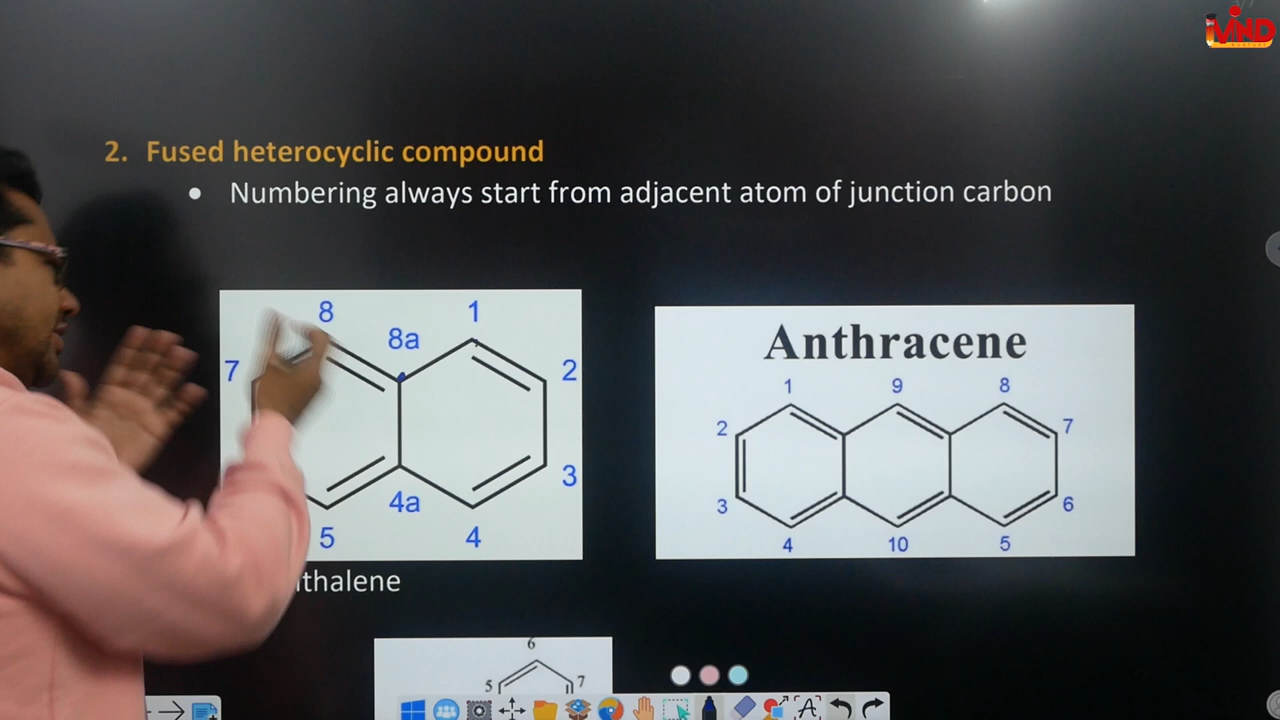 iMIND
2. Fused heterocyclic compound
• Numbering always start from adjacent atom of junction carbon
8 1
8a
7 2
3
4a
5 4
Anthracene
1 9 8
2 7
3 6
4 10 5
thalene
6
5 7
A